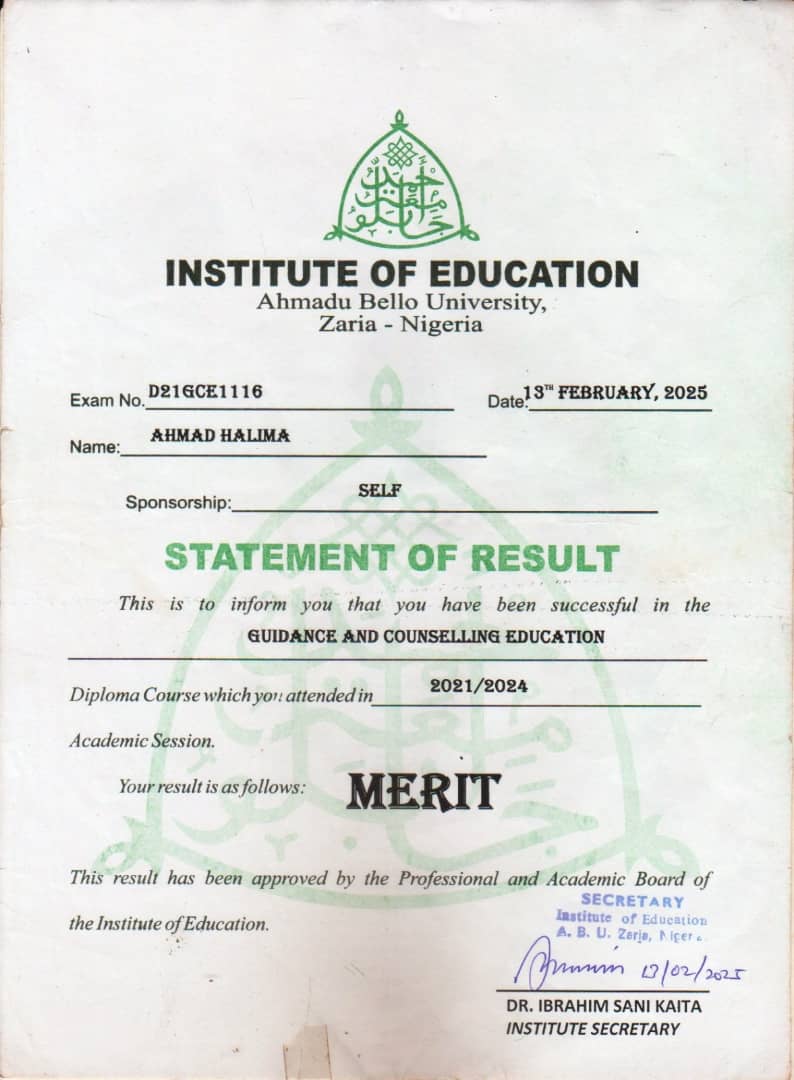 INSTITUTE OF EDUCATION
Ahmadu Bello University,
Zaria - Nigeria
Exam No. D21GCE1116 Date: 13TH FEBRUARY, 2025
Name: AHMAD HALIMA
Sponsorship: SELF
STATEMENT OF RESULT
This is to inform you that you have been successful in the
GUIDANCE AND COUNSELLING EDUCATION
Diploma Course which you attended in 2021/2024
Academic Session.
Your result is as follows: MERIT
This result has been approved by the Professional and Academic Board of
the Institute of Education.
SECRETARY
Institute of Education
A. B. U. Zaria, Niger
13/02/2025
DR. IBRAHIM SANI KAITA
INSTITUTE SECRETARY